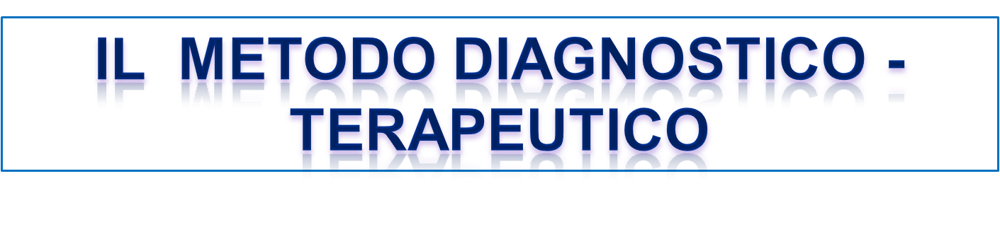 IL METODO DIAGNOSTICO -
TERAPEUTICO